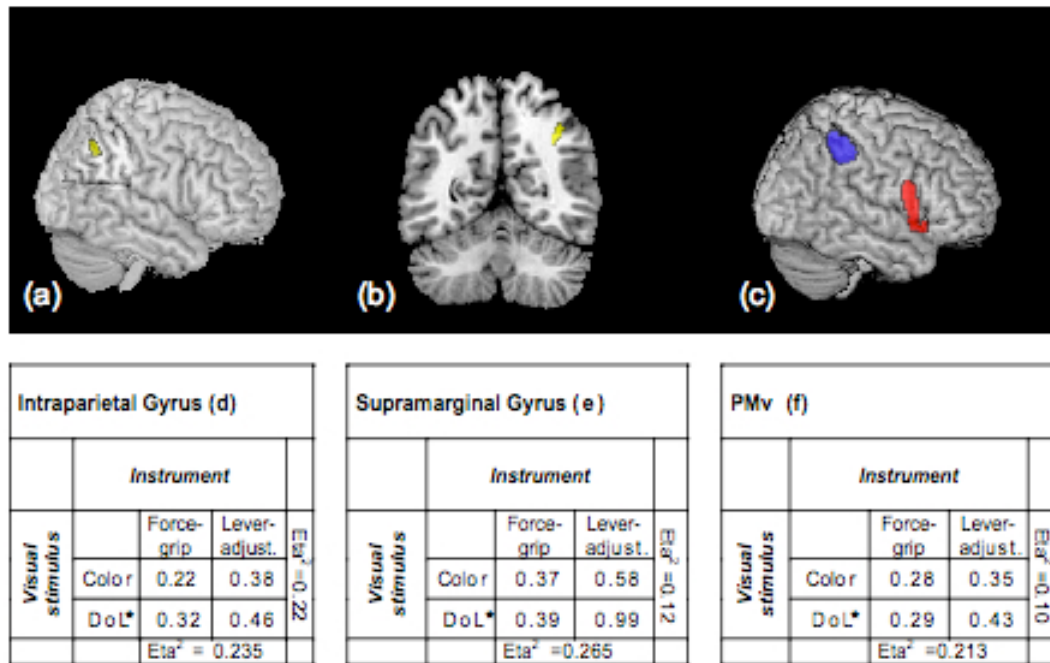 (a) (b) (c)
Intraparietal Gyrus (d)
Instrument
Visual stimulus
Force-grip Lever-adjust.
Color 0.22 0.38
DoL* 0.32 0.46
Eta² =0.22
Eta² = 0.235
Supramarginal Gyrus (e)
Instrument
Visual stimulus
Force-grip Lever-adjust.
Color 0.37 0.58
DoL* 0.39 0.99
Eta² =0.12
Eta² =0.265
PMv (f)
Instrument
Visual stimulus
Force-grip Lever-adjust.
Color 0.28 0.35
DoL* 0.29 0.43
Eta² =0.10
Eta² =0.213